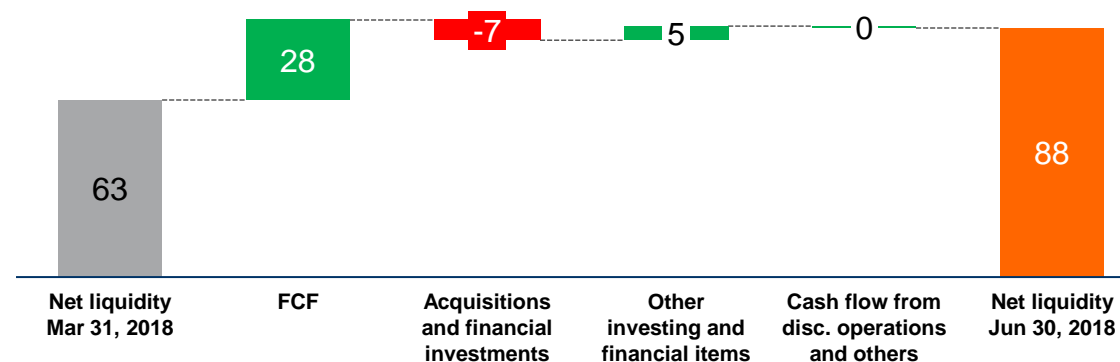 63
28
-7
5
0
88
Net liquidity
Mar 31, 2018
FCF
Acquisitions
and financial
investments
Other
investing and
financial items
Cash flow from
disc. operations
and others
Net liquidity
Jun 30, 2018